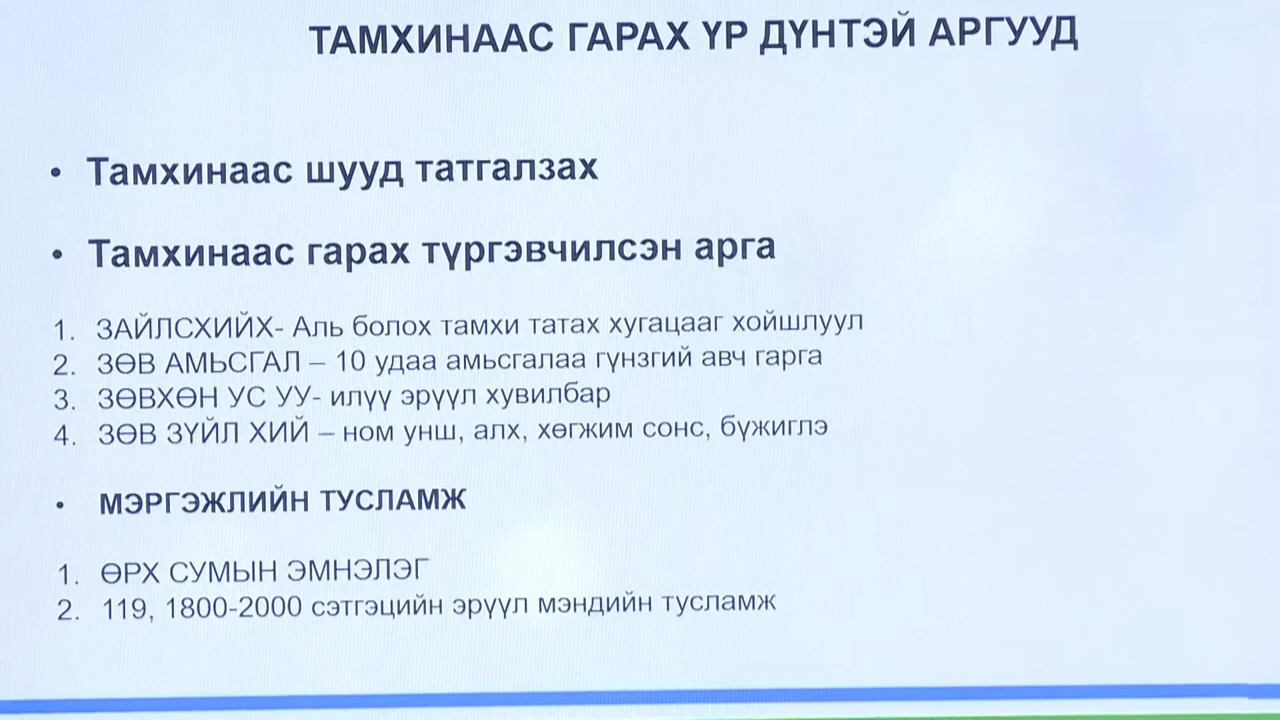 ТАМХИНААС ГАРАХ ҮР ДҮНТЭЙ АРГУУД
• Тамхинаас шууд татгалзах
• Тамхинаас гарах түргэвчилсэн арга
1. ЗАЙЛСХИЙХ- Аль болох тамхи татах хугацааг хойшлуул
2. ЗӨВ АМЬСГАЛ – 10 удаа амьсгалаа гүнзгий авч гарга
3. ЗӨВХӨН УС УУ- илүү эрүүл хувилбар
4. ЗӨВ ЗҮЙЛ ХИЙ – ном унш, алх, хөгжим сонс, бүжиглэ
• МЭРГЭЖЛИЙН ТУСЛАМЖ
1. ӨРХ СУМЫН ЭМНЭЛЭГ
2. 119, 1800-2000 сэтгэцийн эрүүл мэндийн тусламж